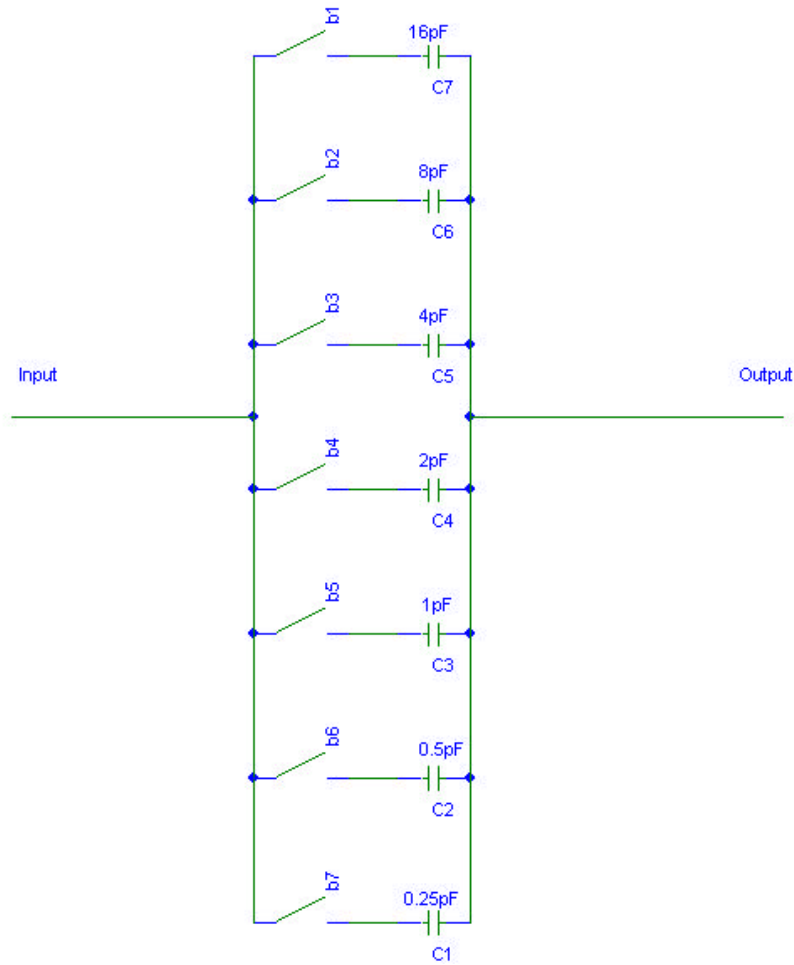 b1
16pF
C7
b2
8pF
C6
b3
4pF
C5
Input
Output
b4
2pF
C4
b5
1pF
C3
b6
0.5pF
C2
b7
0.25pF
C1